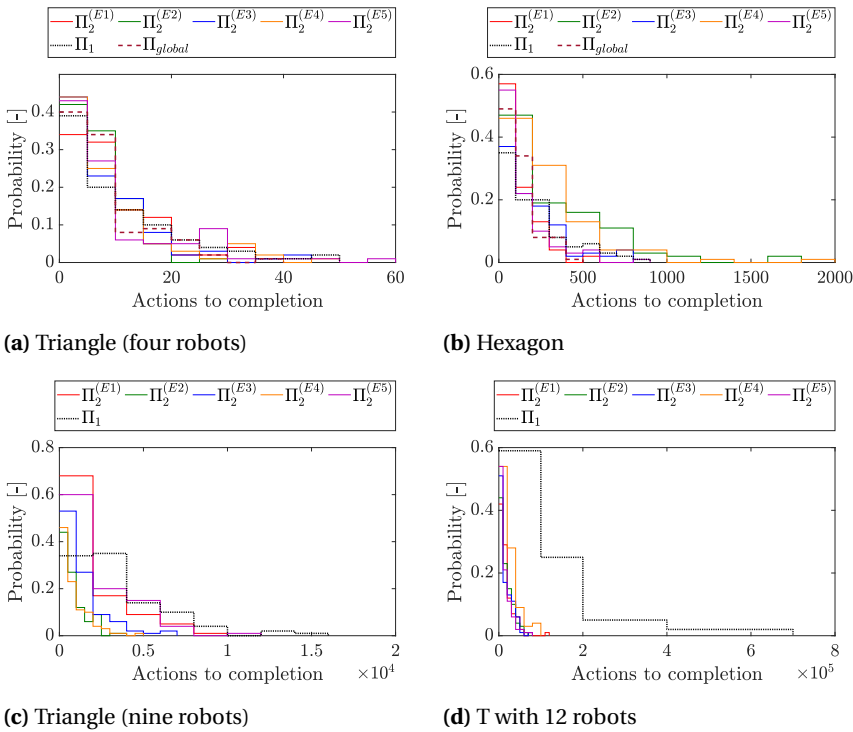 Π₂^(E1) Π₂^(E2) Π₂^(E3) Π₂^(E4) Π₂^(E5)
Π₁ Π_global
Probability [-]
0.4
0.3
0.2
0.1
0
0 20 40 60
Actions to completion
(a) Triangle (four robots)
Π₂^(E1) Π₂^(E2) Π₂^(E3) Π₂^(E4) Π₂^(E5)
Π₁ Π_global
Probability [-]
0.6
0.4
0.2
0
0 500 1000 1500 2000
Actions to completion
(b) Hexagon
Π₂^(E1) Π₂^(E2) Π₂^(E3) Π₂^(E4) Π₂^(E5)
Π₁
Probability [-]
0.8
0.6
0.4
0.2
0
0 0.5 1 1.5 2
Actions to completion ×10⁴
(c) Triangle (nine robots)
Π₂^(E1) Π₂^(E2) Π₂^(E3) Π₂^(E4) Π₂^(E5)
Π₁
Probability [-]
0.6
0.4
0.2
0
0 2 4 6 8
Actions to completion ×10⁵
(d) T with 12 robots